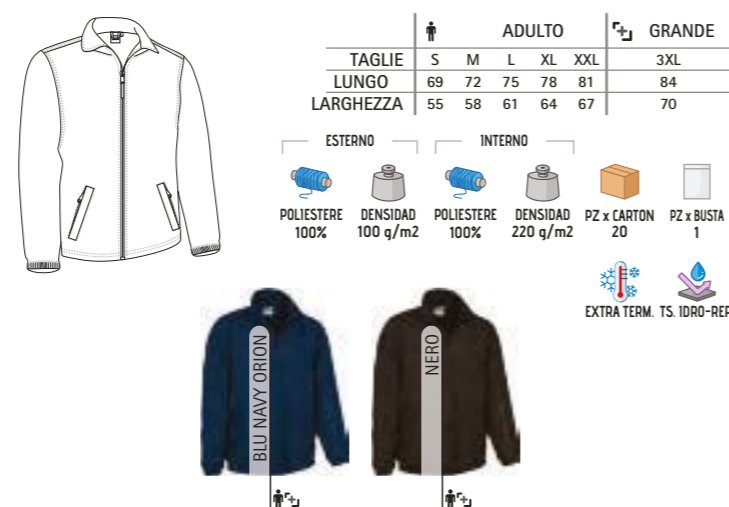 ADULTO GRANDE
TAGLIE S M L XL XXL 3XL
LUNGO 69 72 75 78 81 84
LARGHEZZA 55 58 61 64 67 70
ESTERNO INTERNO
POLIESTERE DENSIDAD POLIESTERE DENSIDAD PZ x CARTON PZ x BUSTA
100% 100 g/m2 100% 220 g/m2 20 1
EXTRA TERM. TS. IDRO-REP
BLU NAVY ORION
NERO